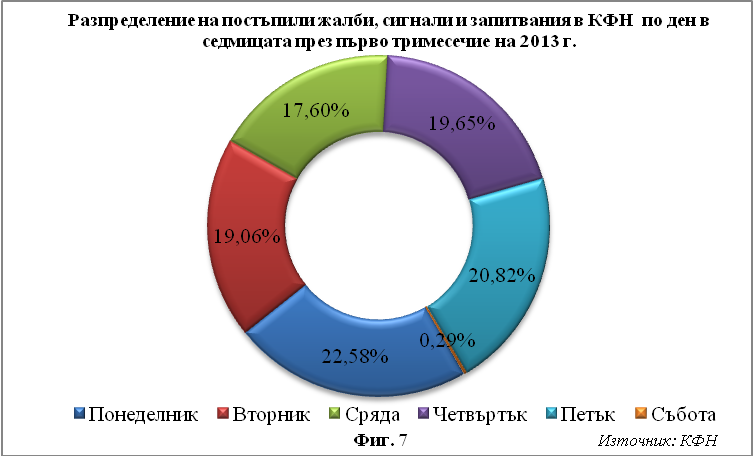 Разпределение на постъпили жалби, сигнали и запитвания в КФН по ден в
седмицата през първо тримесечие на 2013 г.
17,60%
19,65%
19,06%
20,82%
22,58%
0,29%
Понеделник Вторник Сряда Четвъртък Петък Събота
Фиг. 7 Източник: КФН